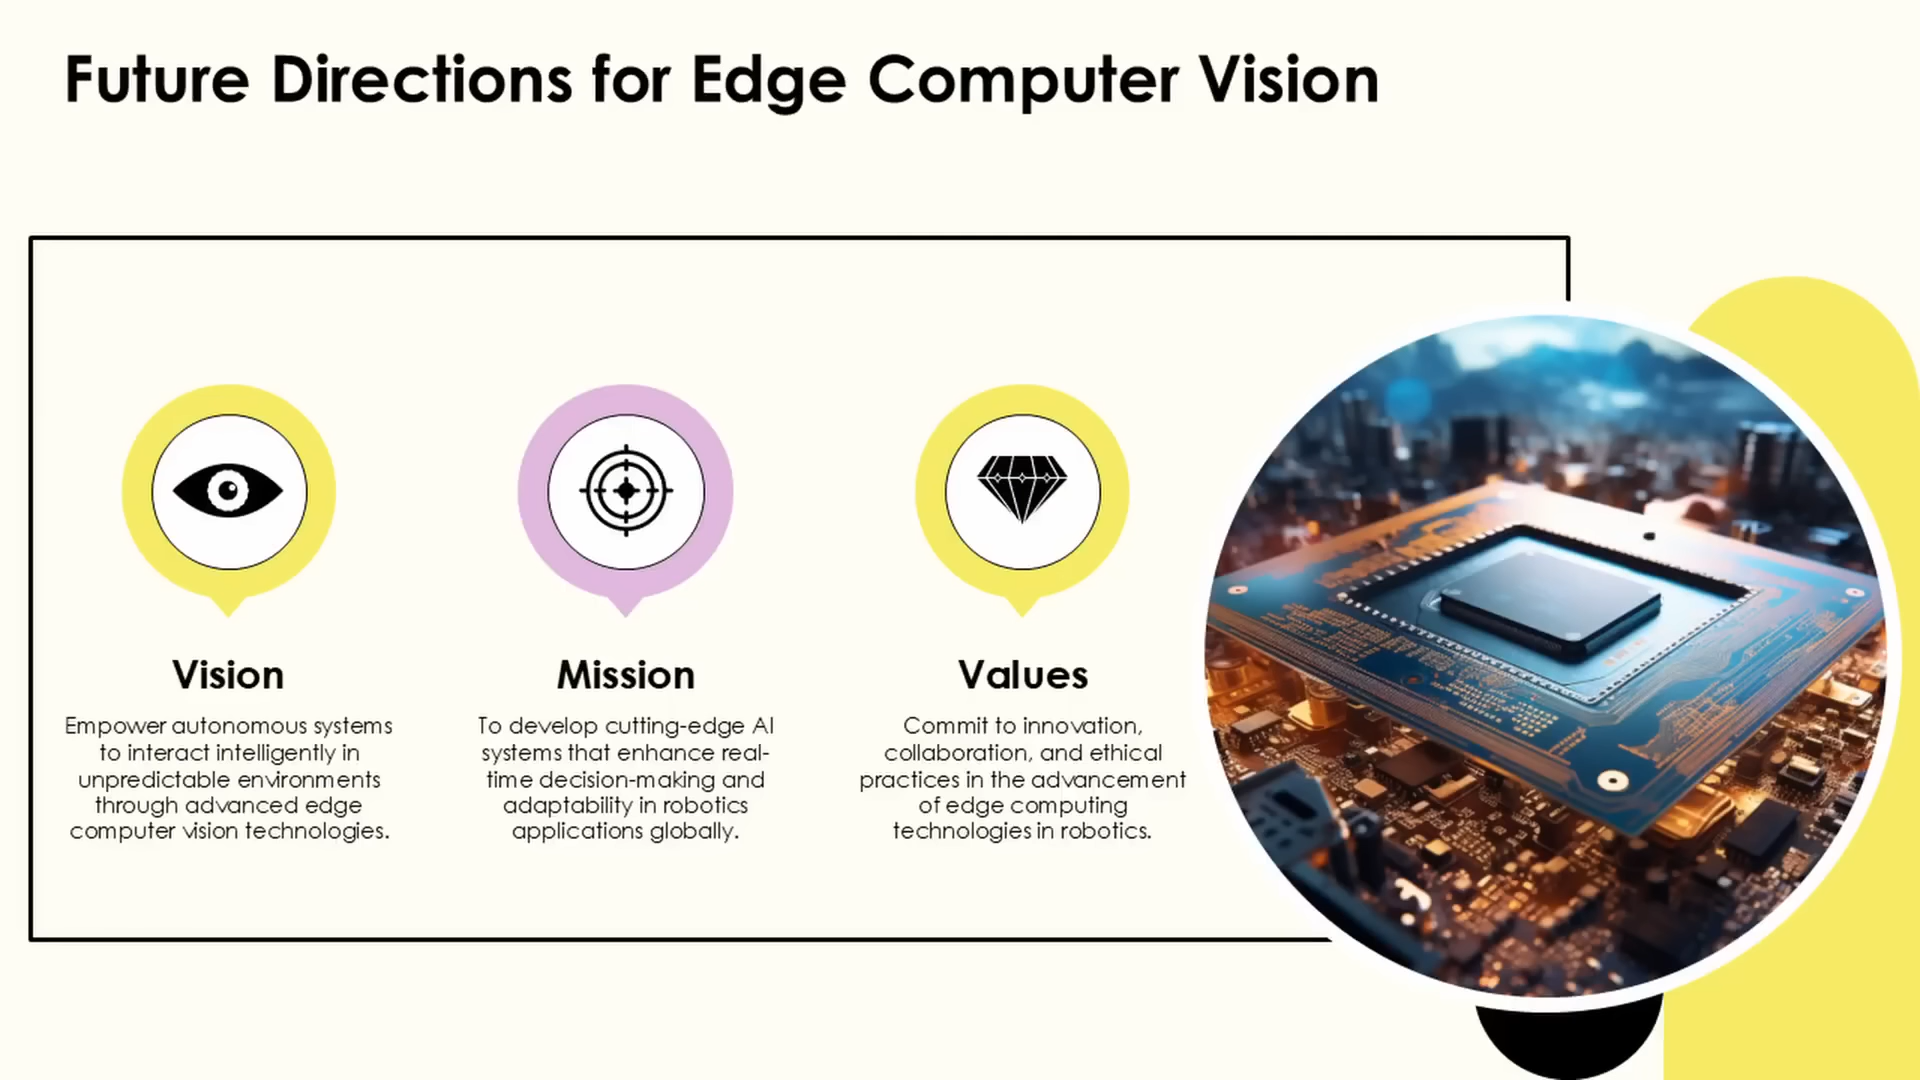 Future Directions for Edge Computer Vision
Vision
Empower autonomous systems
to interact intelligently in
unpredictable environments
through advanced edge
computer vision technologies.
Mission
To develop cutting-edge AI
systems that enhance real-
time decision-making and
adaptability in robotics
applications globally.
Values
Commit to innovation,
collaboration, and ethical
practices in the advancement
of edge computing
technologies in robotics.